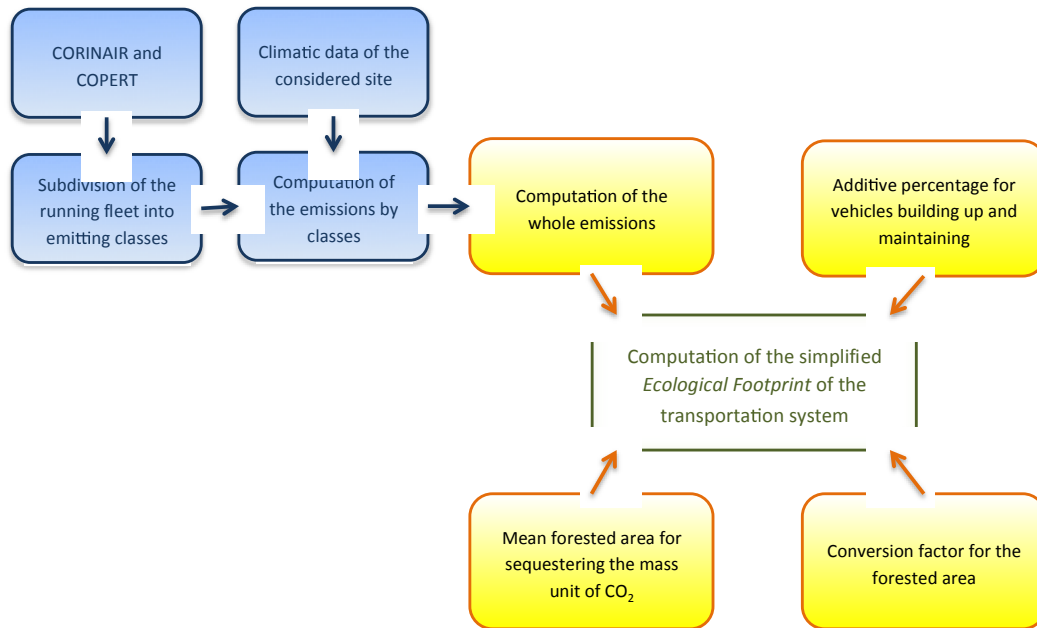 CORINAIR and
COPERT
Climatic data of the
considered site
Subdivision of the
running fleet into
emitting classes
Computation of
the emissions by
classes
Computation of the
whole emissions
Additive percentage for
vehicles building up and
maintaining
Computation of the simplified
Ecological Footprint of the
transportation system
Mean forested area for
sequestering the mass
unit of CO₂
Conversion factor for the
forested area